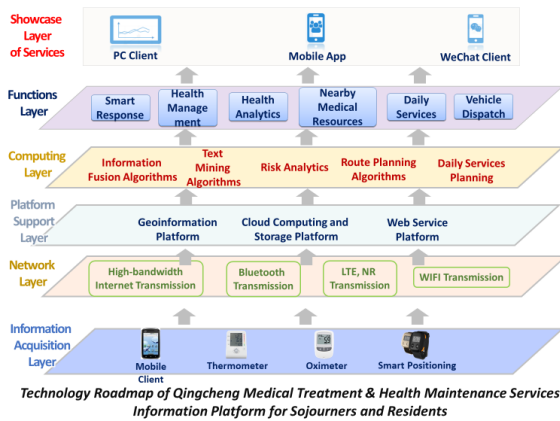 Showcase
Layer
of Services
PC Client
Mobile App
WeChat Client
Functions
Layer
Smart
Response
Health
Manage
ment
Health
Analytics
Nearby
Medical
Resources
Daily
Services
Vehicle
Dispatch
Computing
Layer
Information
Fusion Algorithms
Text
Mining
Algorithms
Risk Analytics
Route Planning
Algorithms
Daily Services
Planning
Platform
Support
Layer
Geoinformation
Platform
Cloud Computing and
Storage Platform
Web Service
Platform
Network
Layer
High-bandwidth
Internet Transmission
Bluetooth
Transmission
LTE, NR
Transmission
WIFI Transmission
Information
Acquisition
Layer
Mobile
Client
Thermometer
Oximeter
Smart Positioning
Technology Roadmap of Qingcheng Medical Treatment & Health Maintenance Services
Information Platform for Sojourners and Residents